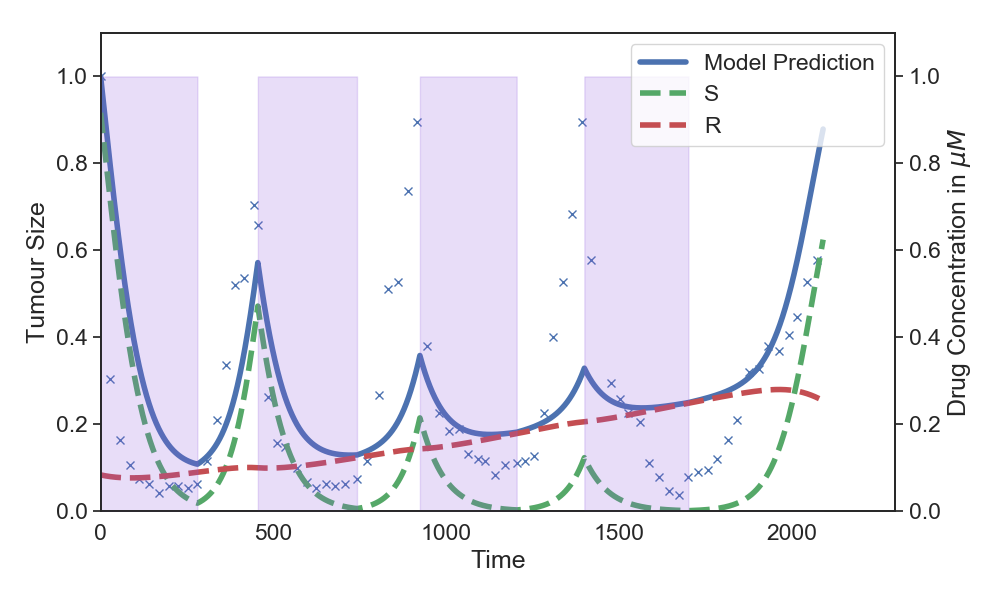 1.0
0.8
0.6
0.4
0.2
0.0
Tumour Size
0
500
1000
1500
2000
Time
1.0
0.8
0.6
0.4
0.2
0.0
Drug Concentration in μM
Model Prediction
S
R